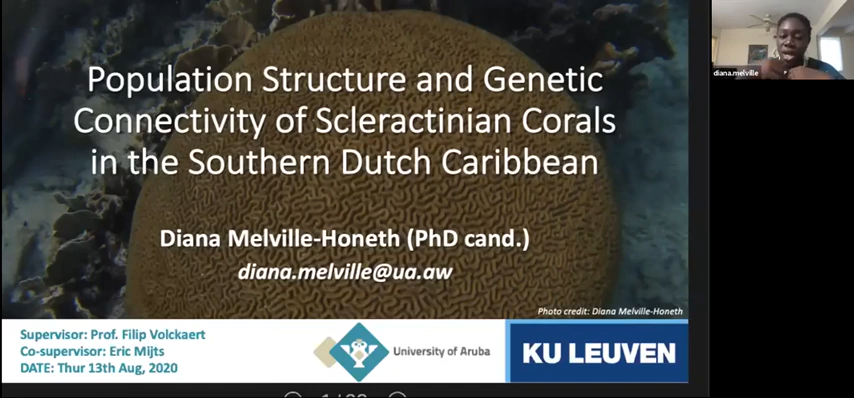 Population Structure and Genetic
Connectivity of Scleractinian Corals
in the Southern Dutch Caribbean
Diana Melville-Honeth (PhD cand.)
diana.melville@ua.aw
Photo credit: Diana Melville-Honeth
Supervisor: Prof. Filip Volckaert
Co-supervisor: Eric Mijts
DATE: Thur 13th Aug, 2020
University of Aruba
KU LEUVEN
diana.melville